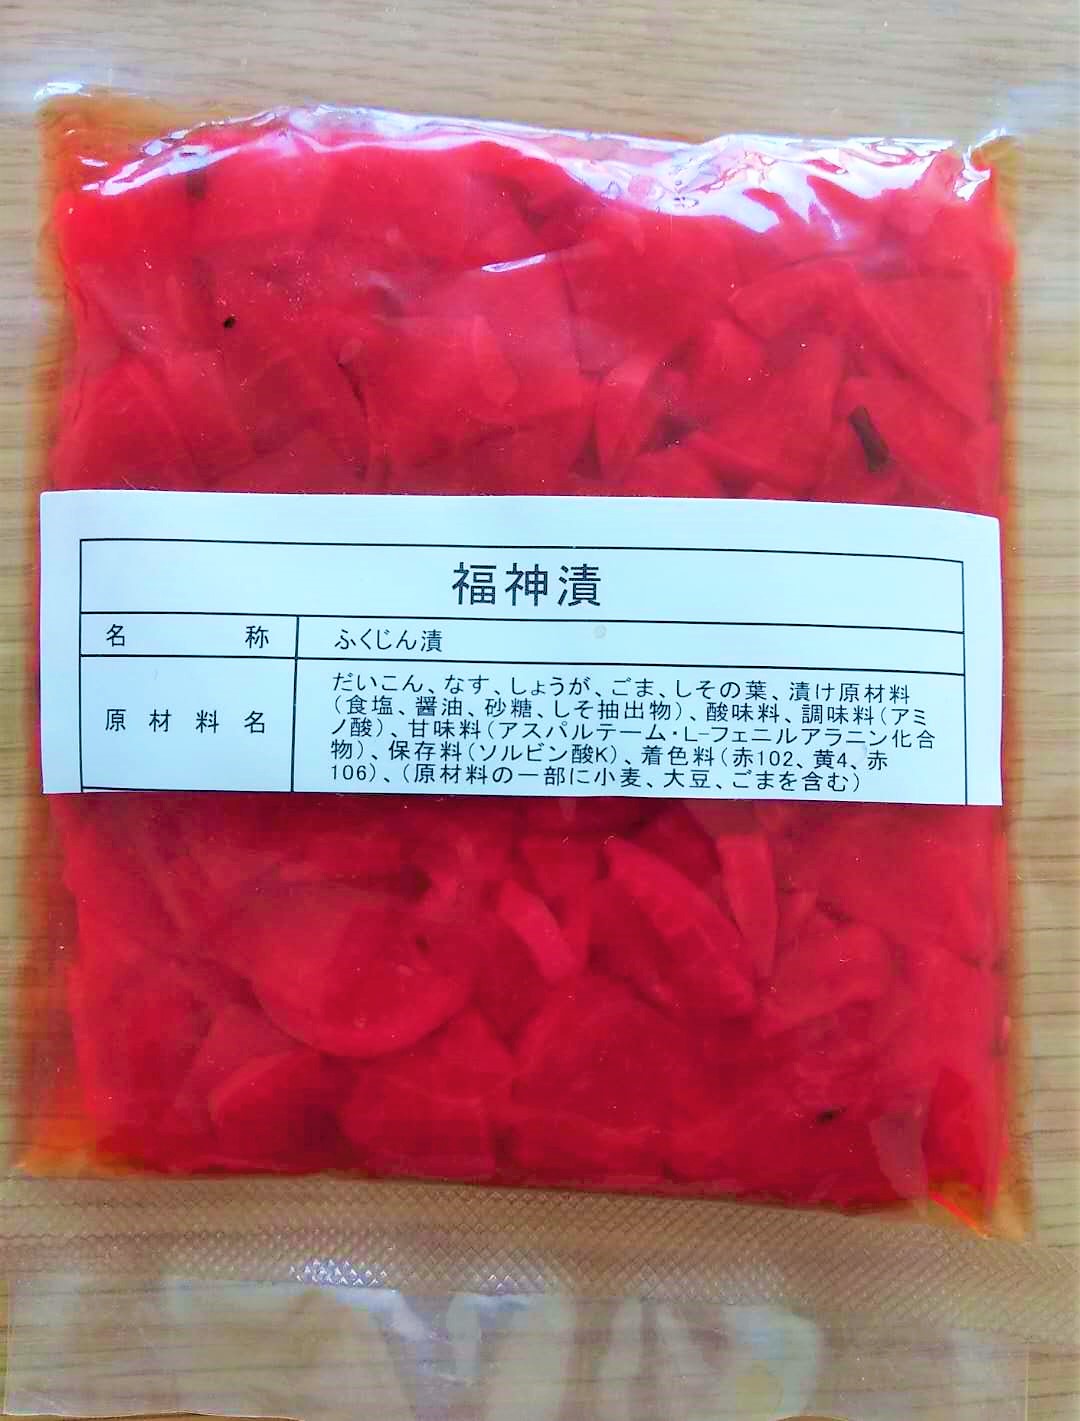 福神漬
名称 ふくじん漬
原材料名
だいこん、なす、しょうが、ごま、しその葉、漬け原材料
（食塩、醤油、砂糖、しそ抽出物）、酸味料、調味料（アミ
ノ酸）、甘味料（アスパルテーム・L-フェニルアラニン化合
物）、保存料（ソルビン酸K）、着色料（赤102、黄4、赤
106）、（原材料の一部に小麦、大豆、ごまを含む）